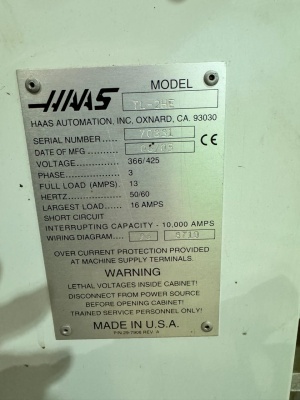 HAAS
MODEL
HAAS AUTOMATION, INC. OXNARD, CA. 93030
SERIAL NUMBER
CE
DATE OF MFG
VOLTAGE 366/425
PHASE 3
FULL LOAD (AMPS) 13
HERTZ 50/60
LARGEST LOAD 16 AMPS
SHORT CIRCUIT
INTERRUPTING CAPACITY - 10,000 AMPS
WIRING DIAGRAM
OVER CURRENT PROTECTION PROVIDED
AT MACHINE SUPPLY TERMINALS.
WARNING
LETHAL VOLTAGES INSIDE CABINET!
DISCONNECT FROM POWER SOURCE
BEFORE OPENING CABINET!
TRAINED SERVICE PERSONNEL ONLY!
MADE IN U.S.A.